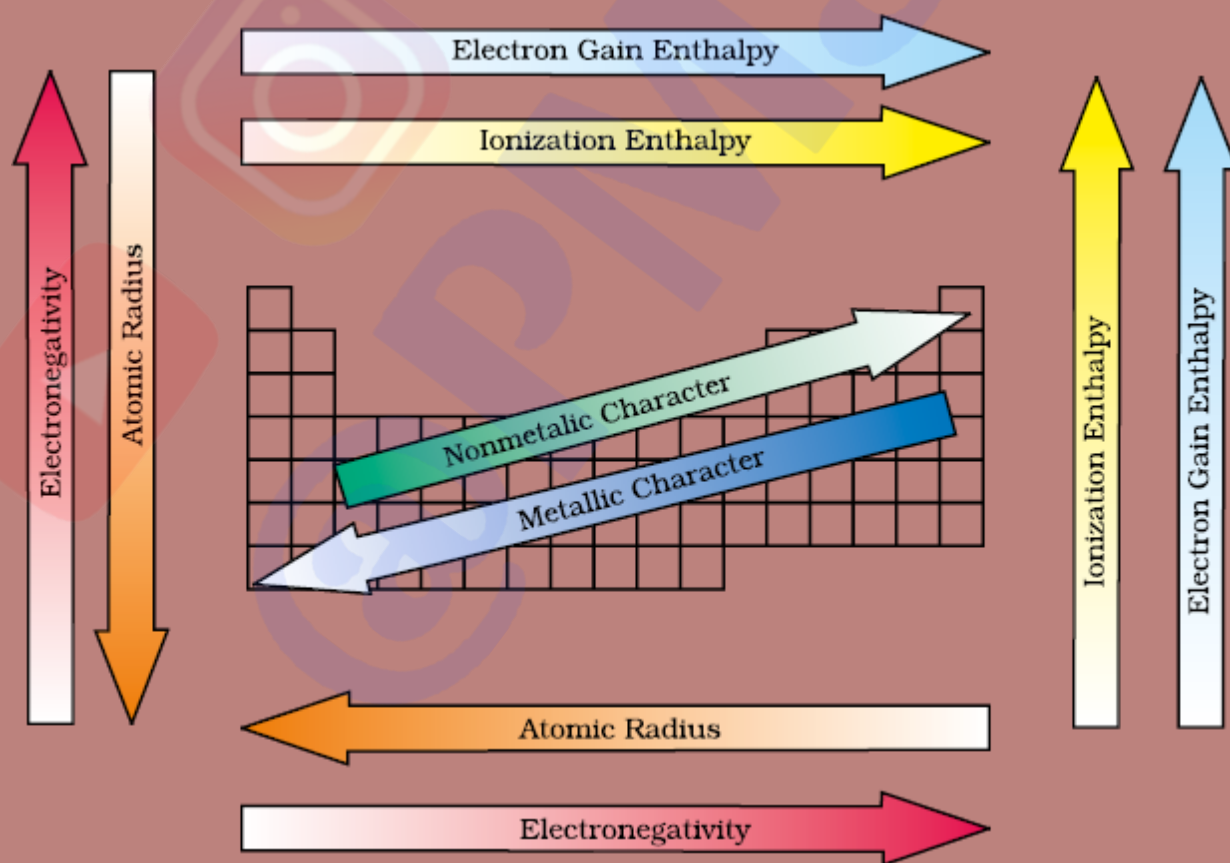 Electron Gain Enthalpy
Ionization Enthalpy
Electronegativity
Atomic Radius
Nonmetalic Character
Metallic Character
Ionization Enthalpy
Electron Gain Enthalpy
Atomic Radius
Electronegativity